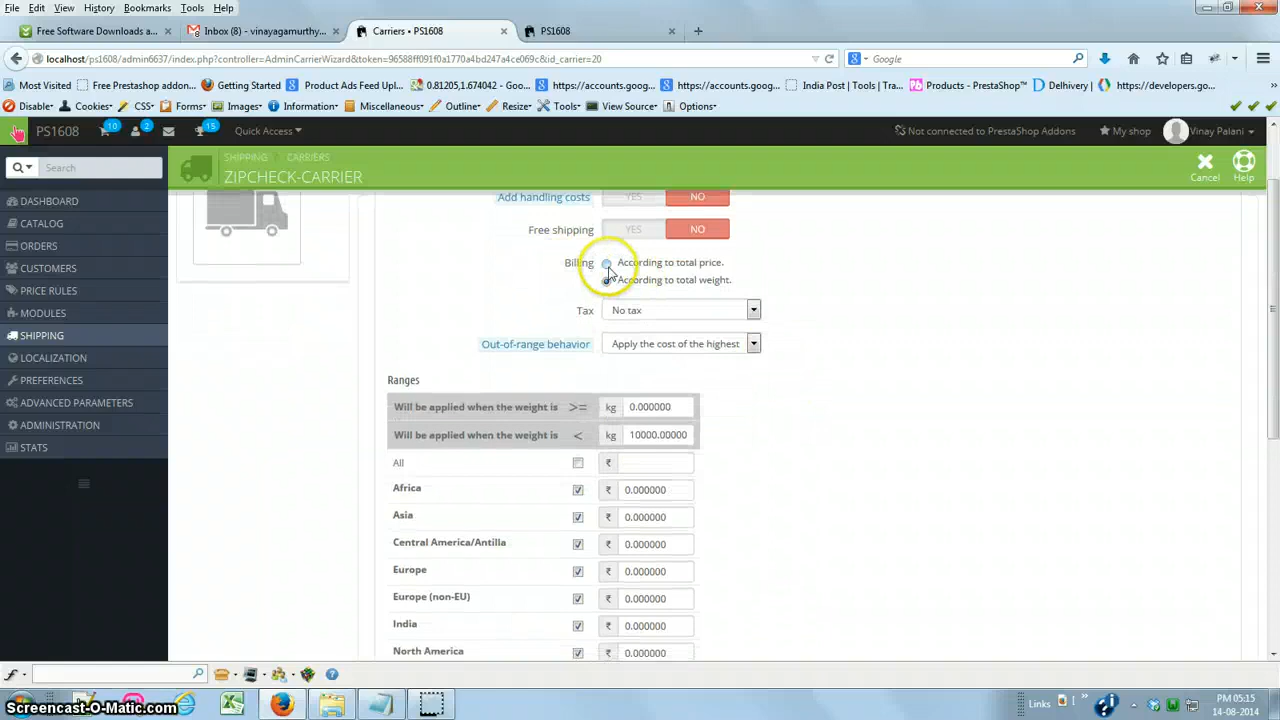 File Edit View History Bookmarks Tools Help
Free Software Downloads a...
Inbox (8) - vinayagamurthy...
Carriers • PS1608
PS1608
localhost/ps1608/admin6637/index.php?controller=AdminCarrierWizard&token=96588ff091f0a1770a4bd247a4ce069c&id_carrier=20
Google
Most Visited Free Prestashop addon... Getting Started Product Ads Feed Upl... 0.81205,1.674042 - Goo... https://accounts.goog... https://accounts.goog... India Post | Tools | Tra... Products - PrestaShop™ Delhivery | https://developers.go...
Disable Cookies CSS Forms Images Information Miscellaneous Outline Resize Tools View Source Options
PS1608 10 2 15 Quick Access Not connected to PrestaShop Addons My shop Vinay Palani
Search
SHIPPING CARRIERS
ZIPCHECK-CARRIER
Cancel Help
DASHBOARD
CATALOG
ORDERS
CUSTOMERS
PRICE RULES
MODULES
SHIPPING
LOCALIZATION
PREFERENCES
ADVANCED PARAMETERS
ADMINISTRATION
STATS
Add handling costs YES NO
Free shipping YES NO
Billing According to total price.
According to total weight.
Tax No tax
Out-of-range behavior Apply the cost of the highest
Ranges
Will be applied when the weight is >= kg 0.000000
Will be applied when the weight is < kg 10000.00000
All ₹
Africa ₹ 0.000000
Asia ₹ 0.000000
Central America/Antilla ₹ 0.000000
Europe ₹ 0.000000
Europe (non-EU) ₹ 0.000000
India ₹ 0.000000
North America ₹ 0.000000
Screencast-O-Matic.com
Links
PM 05:15
14-08-2014